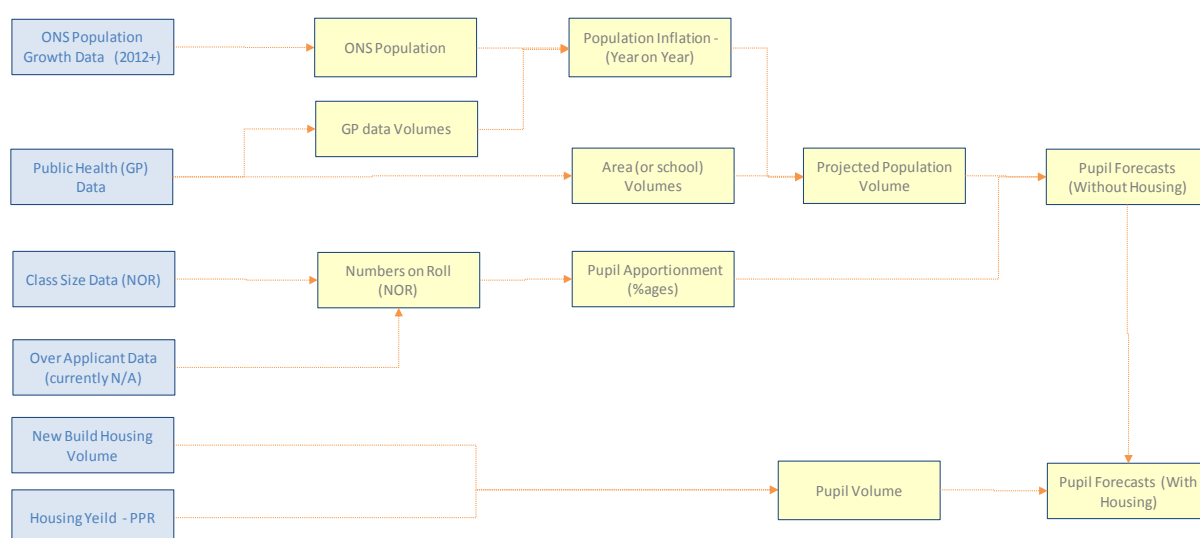 ONS Population
Growth Data (2012+)
ONS Population
Population Inflation -
(Year on Year)
GP data Volumes
Public Health (GP)
Data
Area (or school)
Volumes
Projected Population
Volume
Pupil Forecasts
(Without Housing)
Class Size Data (NOR)
Numbers on Roll
(NOR)
Pupil Apportionment
(%ages)
Over Applicant Data
(currently N/A)
New Build Housing
Volume
Housing Yeild - PPR
Pupil Volume
Pupil Forecasts (With
Housing)